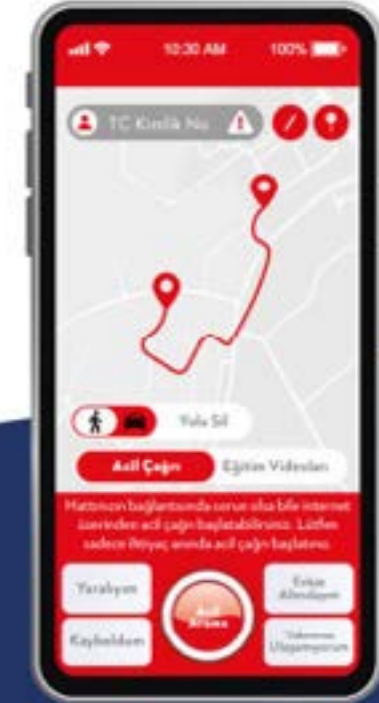 10:30 AM
100%
TC Kimlik No
Yolu Sil
Acil Çağrı
Eğitim Videoları
Hattınızın bağlantısında sorun olsa bile internet
üzerinden acil çağrı başlatabilirsiniz. Lütfen
sadece ihtiyaç anında acil çağrı başlatınız.
Yaralıyım
Enkaz
Altındayım
Acil
Arama
Kayboldum
Ulaşamıyorum